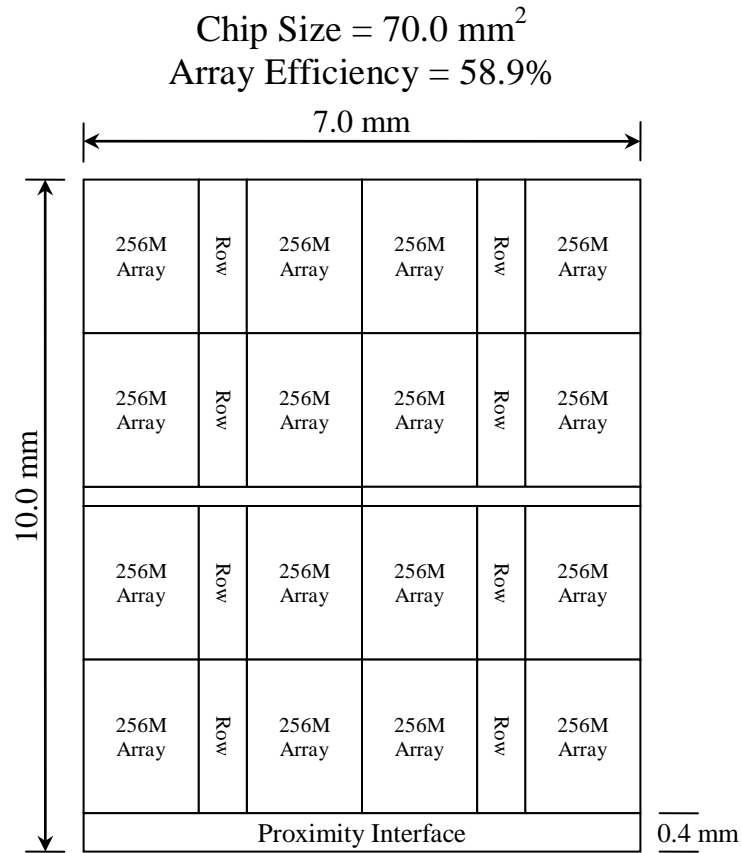 Chip Size = 70.0 mm²
Array Efficiency = 58.9%
7.0 mm
10.0 mm
256M Array Row 256M Array 256M Array Row 256M Array
256M Array Row 256M Array 256M Array Row 256M Array
256M Array Row 256M Array 256M Array Row 256M Array
256M Array Row 256M Array 256M Array Row 256M Array
Proximity Interface
0.4 mm